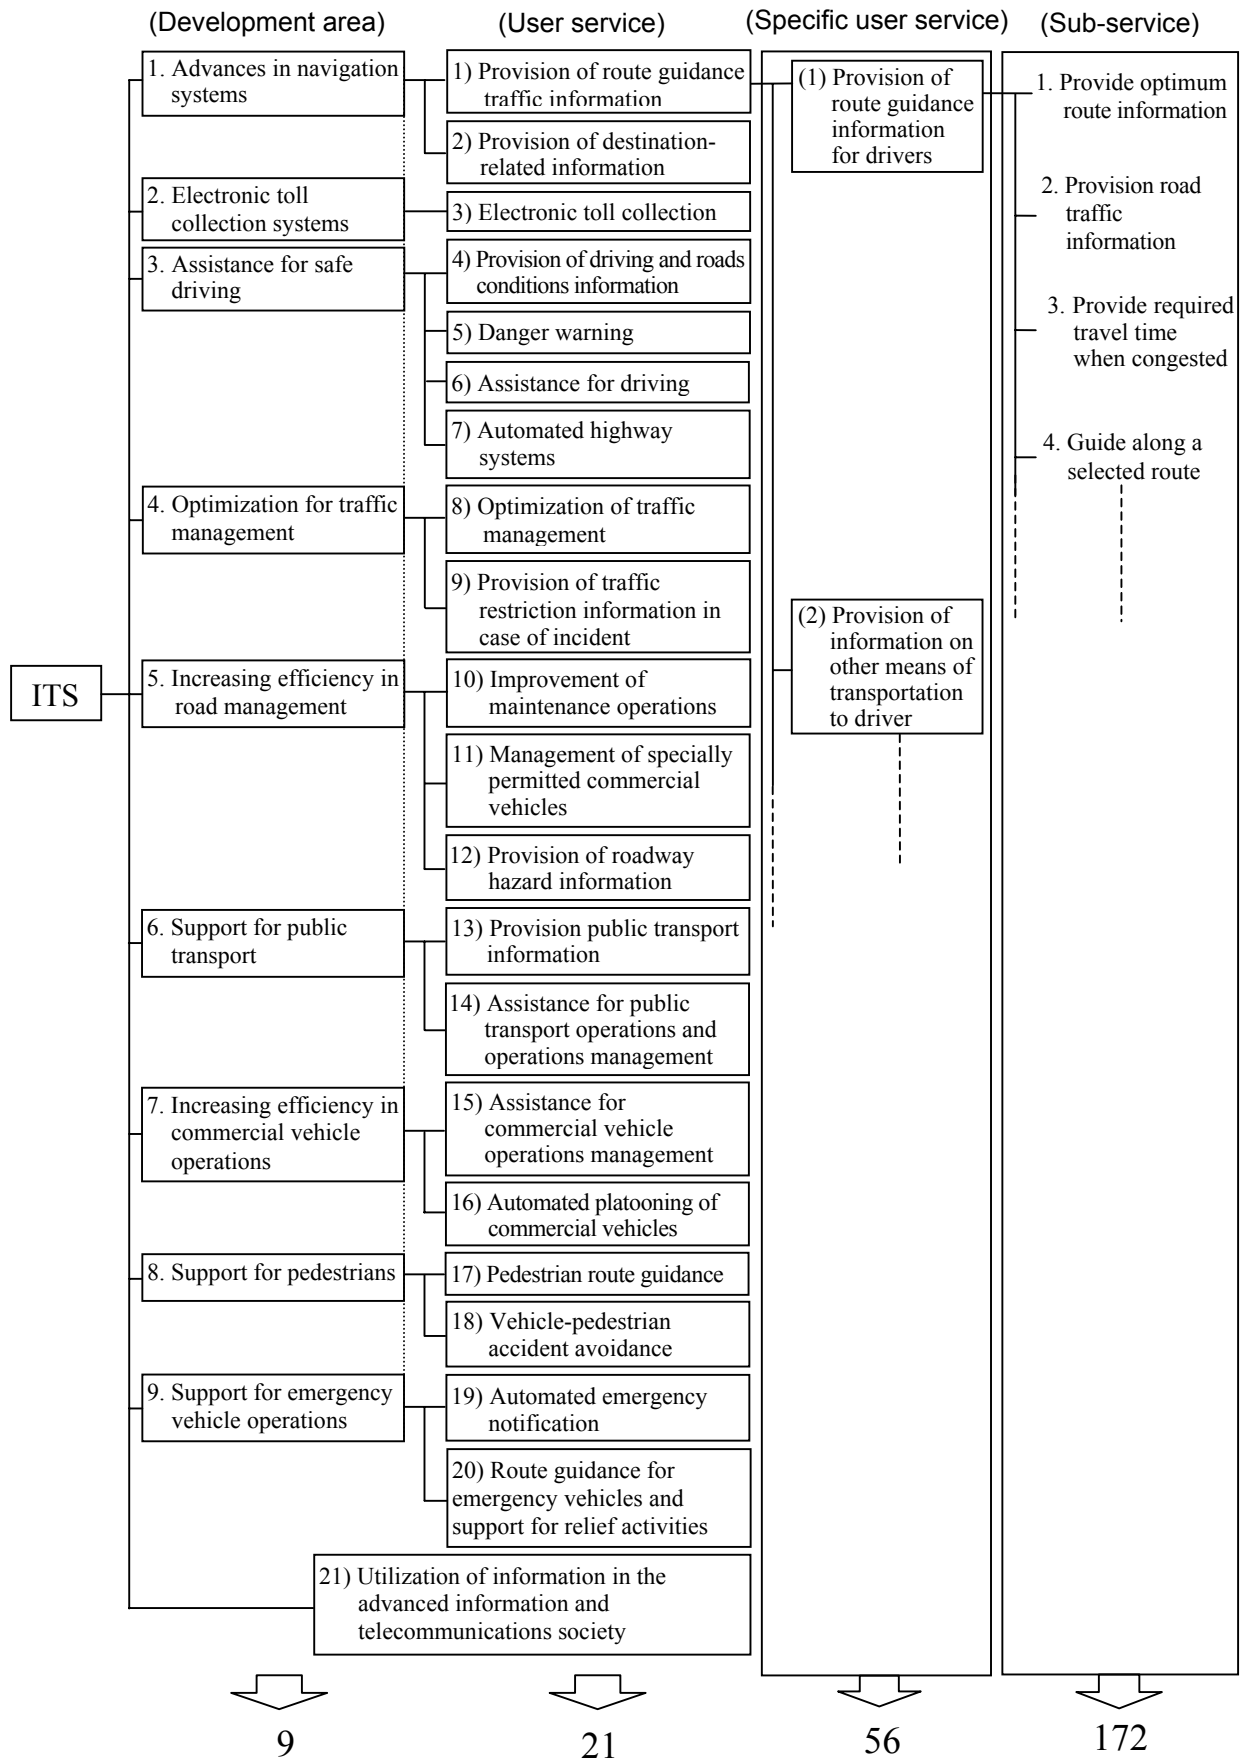 (Development area)
(User service)
(Specific user service)
(Sub-service)
ITS
1. Advances in navigation
systems
2. Electronic toll
collection systems
3. Assistance for safe
driving
4. Optimization for traffic
management
5. Increasing efficiency in
road management
6. Support for public
transport
7. Increasing efficiency in
commercial vehicle
operations
8. Support for pedestrians
9. Support for emergency
vehicle operations
1) Provision of route guidance
traffic information
2) Provision of destination-
related information
3) Electronic toll collection
4) Provision of driving and roads
conditions information
5) Danger warning
6) Assistance for driving
7) Automated highway
systems
8) Optimization of traffic
management
9) Provision of traffic
restriction information in
case of incident
10) Improvement of
maintenance operations
11) Management of specially
permitted commercial
vehicles
12) Provision of roadway
hazard information
13) Provision public transport
information
14) Assistance for public
transport operations and
operations management
15) Assistance for
commercial vehicle
operations management
16) Automated platooning of
commercial vehicles
17) Pedestrian route guidance
18) Vehicle-pedestrian
accident avoidance
19) Automated emergency
notification
20) Route guidance for
emergency vehicles and
support for relief activities
21) Utilization of information in the
advanced information and
telecommunications society
(1) Provision of
route guidance
information
for drivers
(2) Provision of
information on
other means of
transportation
to driver
1. Provide optimum
route information
2. Provision road
traffic
information
3. Provide required
travel time
when congested
4. Guide along a
selected route
9
21
56
172